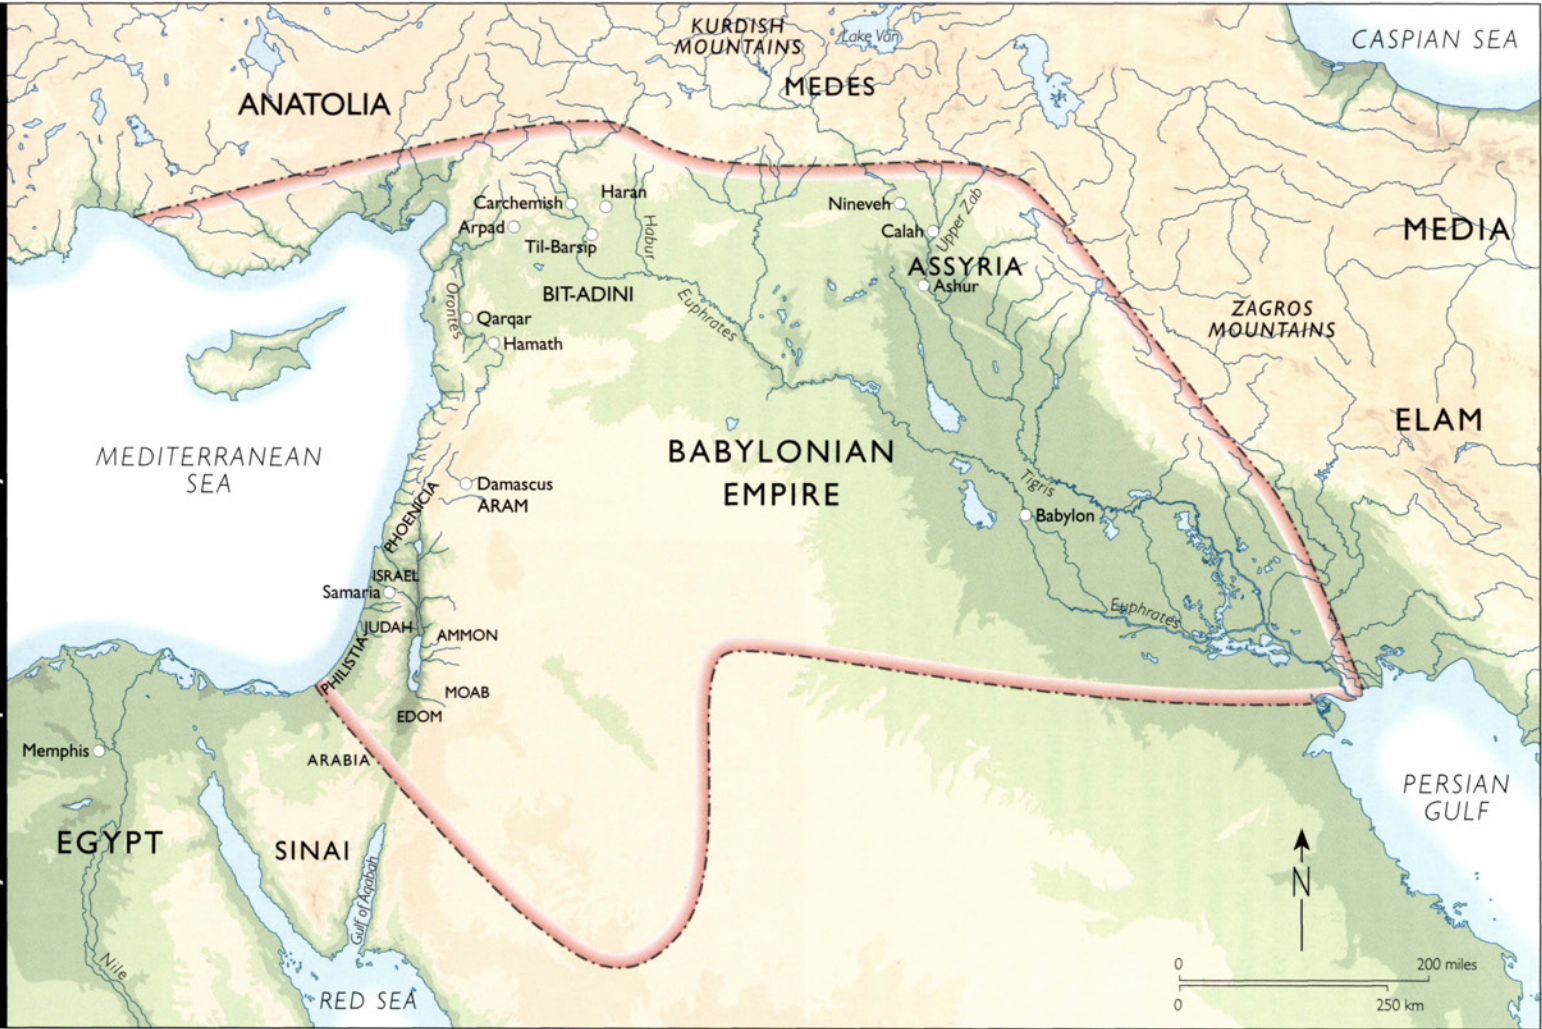 KURDISH
MOUNTAINS
Lake Van
CASPIAN SEA
MEDES
ANATOLIA
Haran
Carchemish
Nineveh
Arpad
Til-Barsip
Habur
Calah
Upper Zab
MEDIA
ASSYRIA
Ashur
BIT-ADINI
Orontes
Euphrates
Qarqar
Hamath
ZAGROS
MOUNTAINS
ELAM
MEDITERRANEAN
SEA
BABYLONIAN
EMPIRE
Damascus
ARAM
PHOENICIA
Tigris
Babylon
ISRAEL
Samaria
JUDAH
AMMON
PHILISTIA
Euphrates
MOAB
EDOM
Memphis
ARABIA
PERSIAN
GULF
EGYPT
SINAI
Gulf of Aqabah
N
Nile
RED SEA
0 200 miles
0 250 km